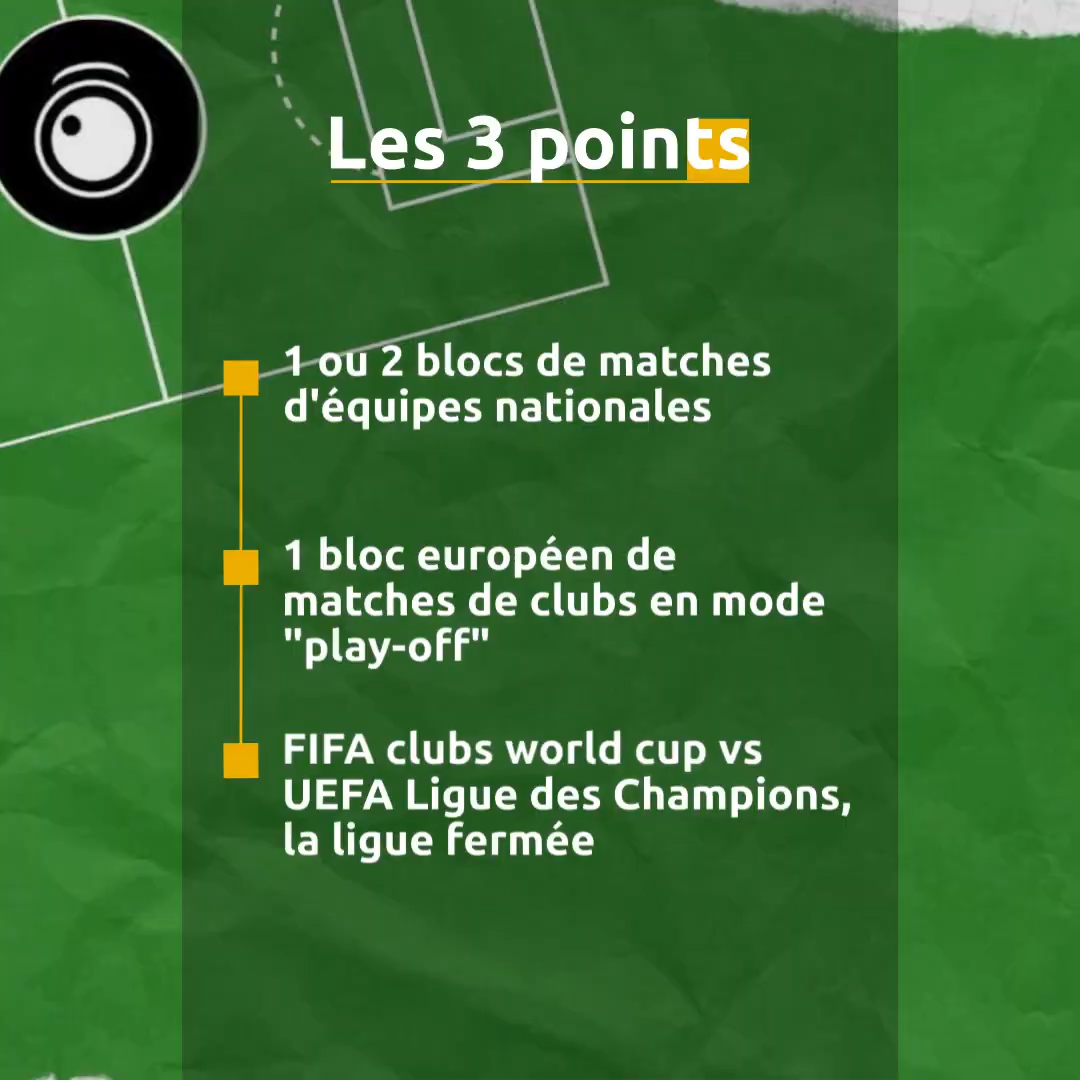 Les 3 points
1 ou 2 blocs de matches
d'équipes nationales
1 bloc européen de
matches de clubs en mode
"play-off"
FIFA clubs world cup vs
UEFA Ligue des Champions,
la ligue fermée